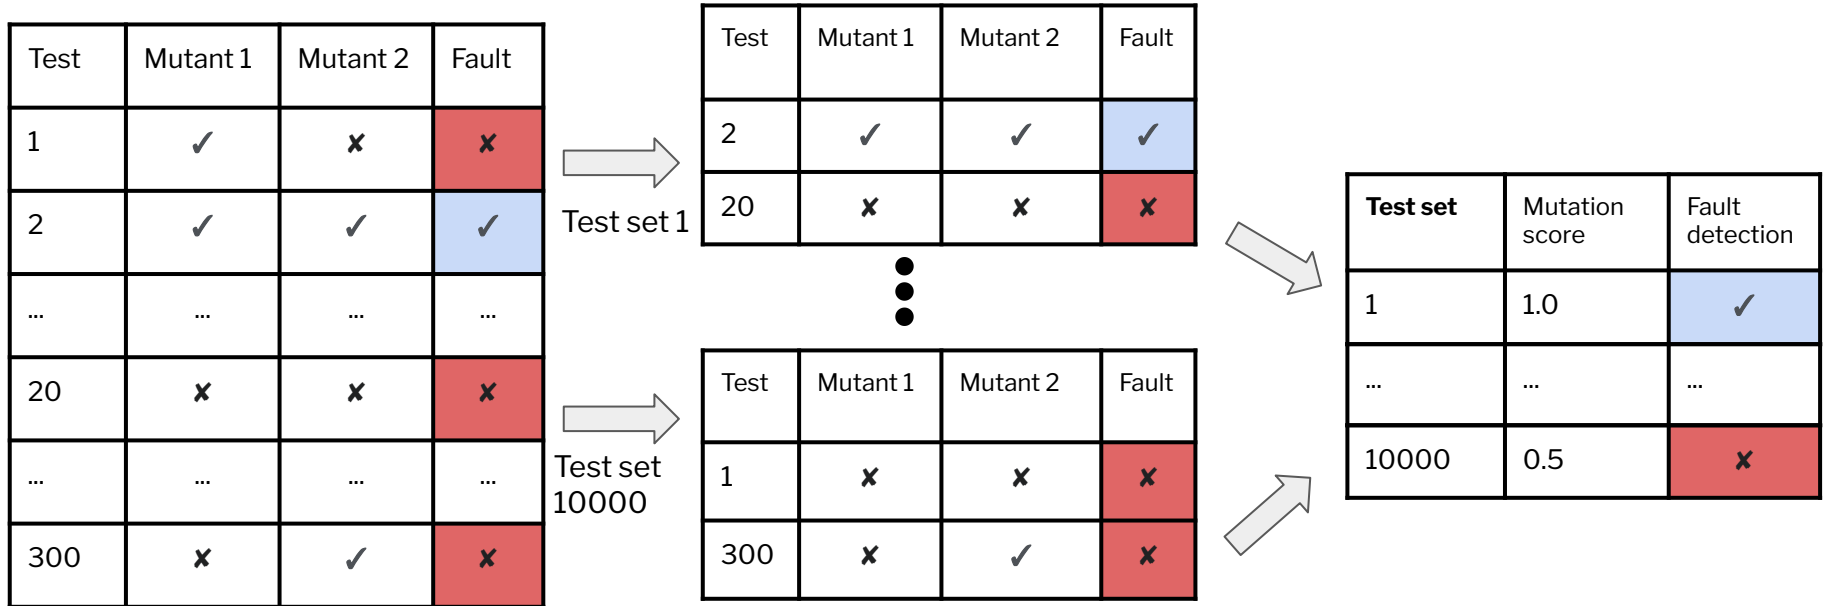 Test Mutant 1 Mutant 2 Fault
1 ✓ ✘ ✘
2 ✓ ✓ ✓
... ... ... ...
20 ✘ ✘ ✘
... ... ... ...
300 ✘ ✓ ✘
Test set 1
Test set
10000
Test Mutant 1 Mutant 2 Fault
2 ✓ ✓ ✓
20 ✘ ✘ ✘
Test Mutant 1 Mutant 2 Fault
1 ✘ ✘ ✘
300 ✘ ✓ ✘
Test set Mutation Fault
score detection
1 1.0 ✓
... ... ...
10000 0.5 ✘